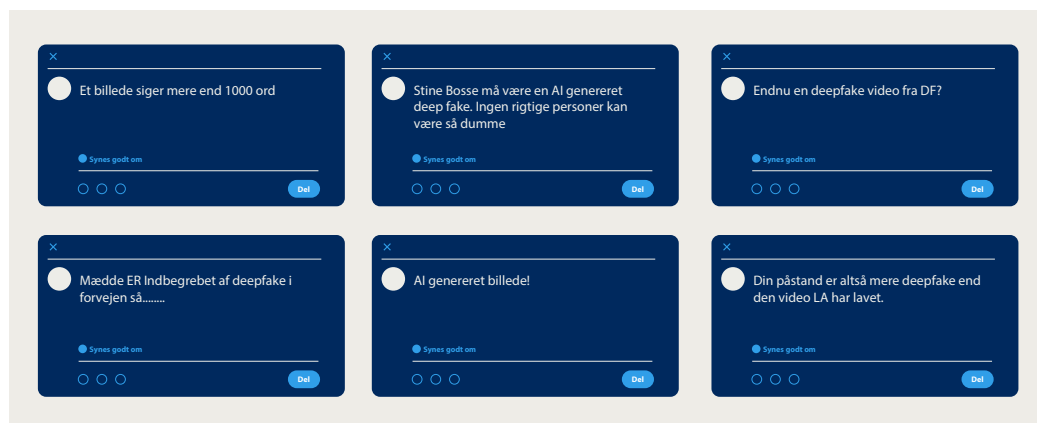 Et billede siger mere end 1000 ord
Synes godt om
Del
Stine Bosse må være en AI genereret
deep fake. Ingen rigtige personer kan
være så dumme
Synes godt om
Del
Endnu en deepfake video fra DF?
Synes godt om
Del
Mædde ER Indbegrebet af deepfake i
forvejen så........
Synes godt om
Del
AI genereret billede!
Synes godt om
Del
Din påstand er altså mere deepfake end
den video LA har lavet.
Synes godt om
Del